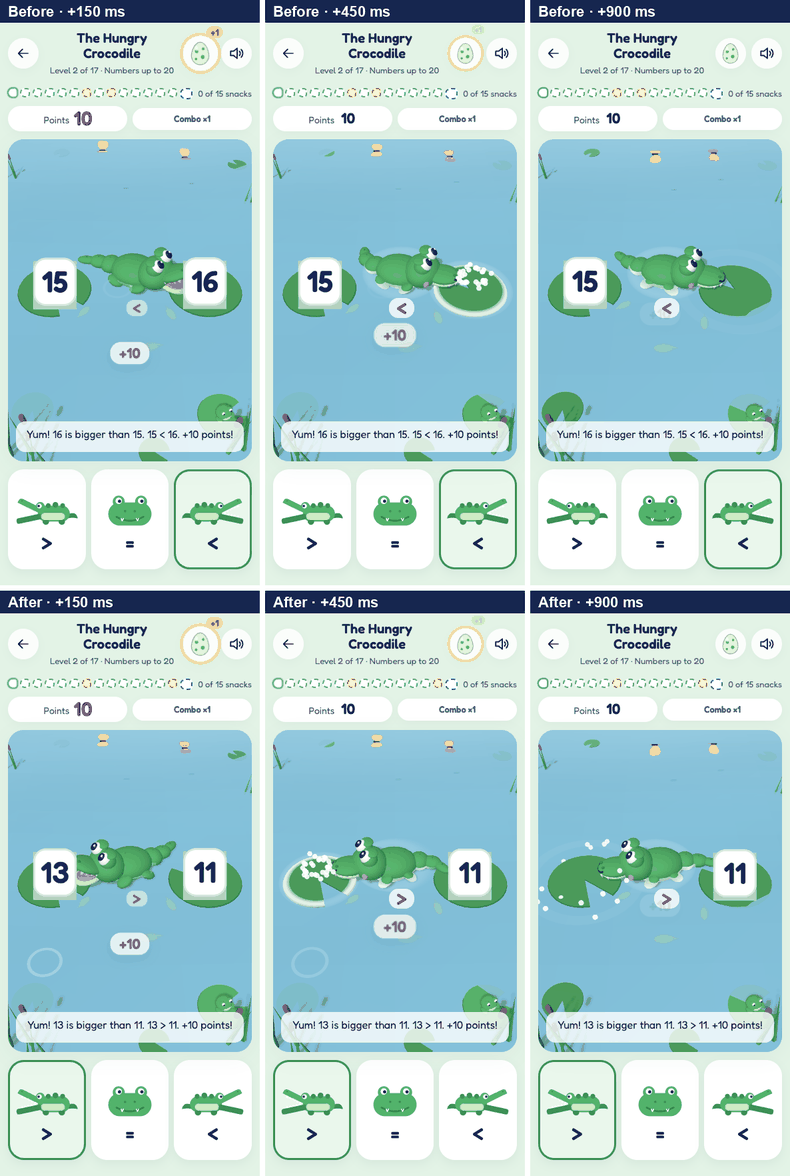 Before · +150 ms
The Hungry
Crocodile
+1
Level 2 of 17 · Numbers up to 20
0 of 15 snacks
Points 10
Combo ×1
15
16
<
+10
Yum! 16 is bigger than 15. 15 < 16. +10 points!
>
=
<
Before · +450 ms
The Hungry
Crocodile
+1
Level 2 of 17 · Numbers up to 20
0 of 15 snacks
Points 10
Combo ×1
15
<
+10
Yum! 16 is bigger than 15. 15 < 16. +10 points!
>
=
<
Before · +900 ms
The Hungry
Crocodile
Level 2 of 17 · Numbers up to 20
0 of 15 snacks
Points 10
Combo ×1
15
<
Yum! 16 is bigger than 15. 15 < 16. +10 points!
>
=
<
After · +150 ms
The Hungry
Crocodile
+1
Level 2 of 17 · Numbers up to 20
0 of 15 snacks
Points 10
Combo ×1
13
11
>
+10
Yum! 13 is bigger than 11. 13 > 11. +10 points!
>
=
<
After · +450 ms
The Hungry
Crocodile
+1
Level 2 of 17 · Numbers up to 20
0 of 15 snacks
Points 10
Combo ×1
11
>
+10
Yum! 13 is bigger than 11. 13 > 11. +10 points!
>
=
<
After · +900 ms
The Hungry
Crocodile
Level 2 of 17 · Numbers up to 20
0 of 15 snacks
Points 10
Combo ×1
11
>
Yum! 13 is bigger than 11. 13 > 11. +10 points!
>
=
<